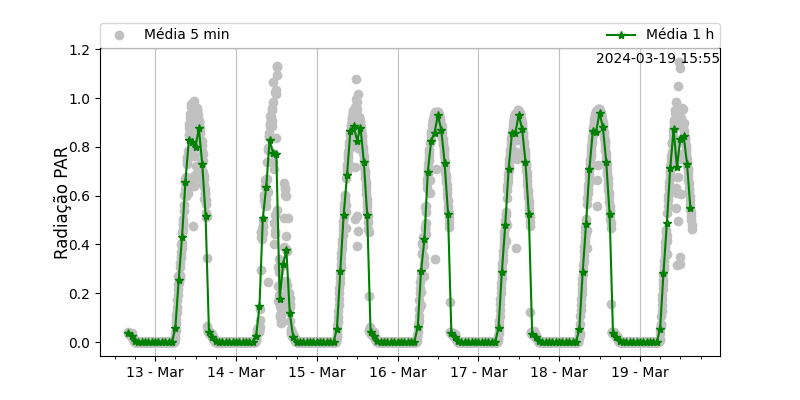 Média 5 min
Média 1 h
2024-03-19 15:55
Radiação PAR
1.2
1.0
0.8
0.6
0.4
0.2
0.0
13 - Mar
14 - Mar
15 - Mar
16 - Mar
17 - Mar
18 - Mar
19 - Mar